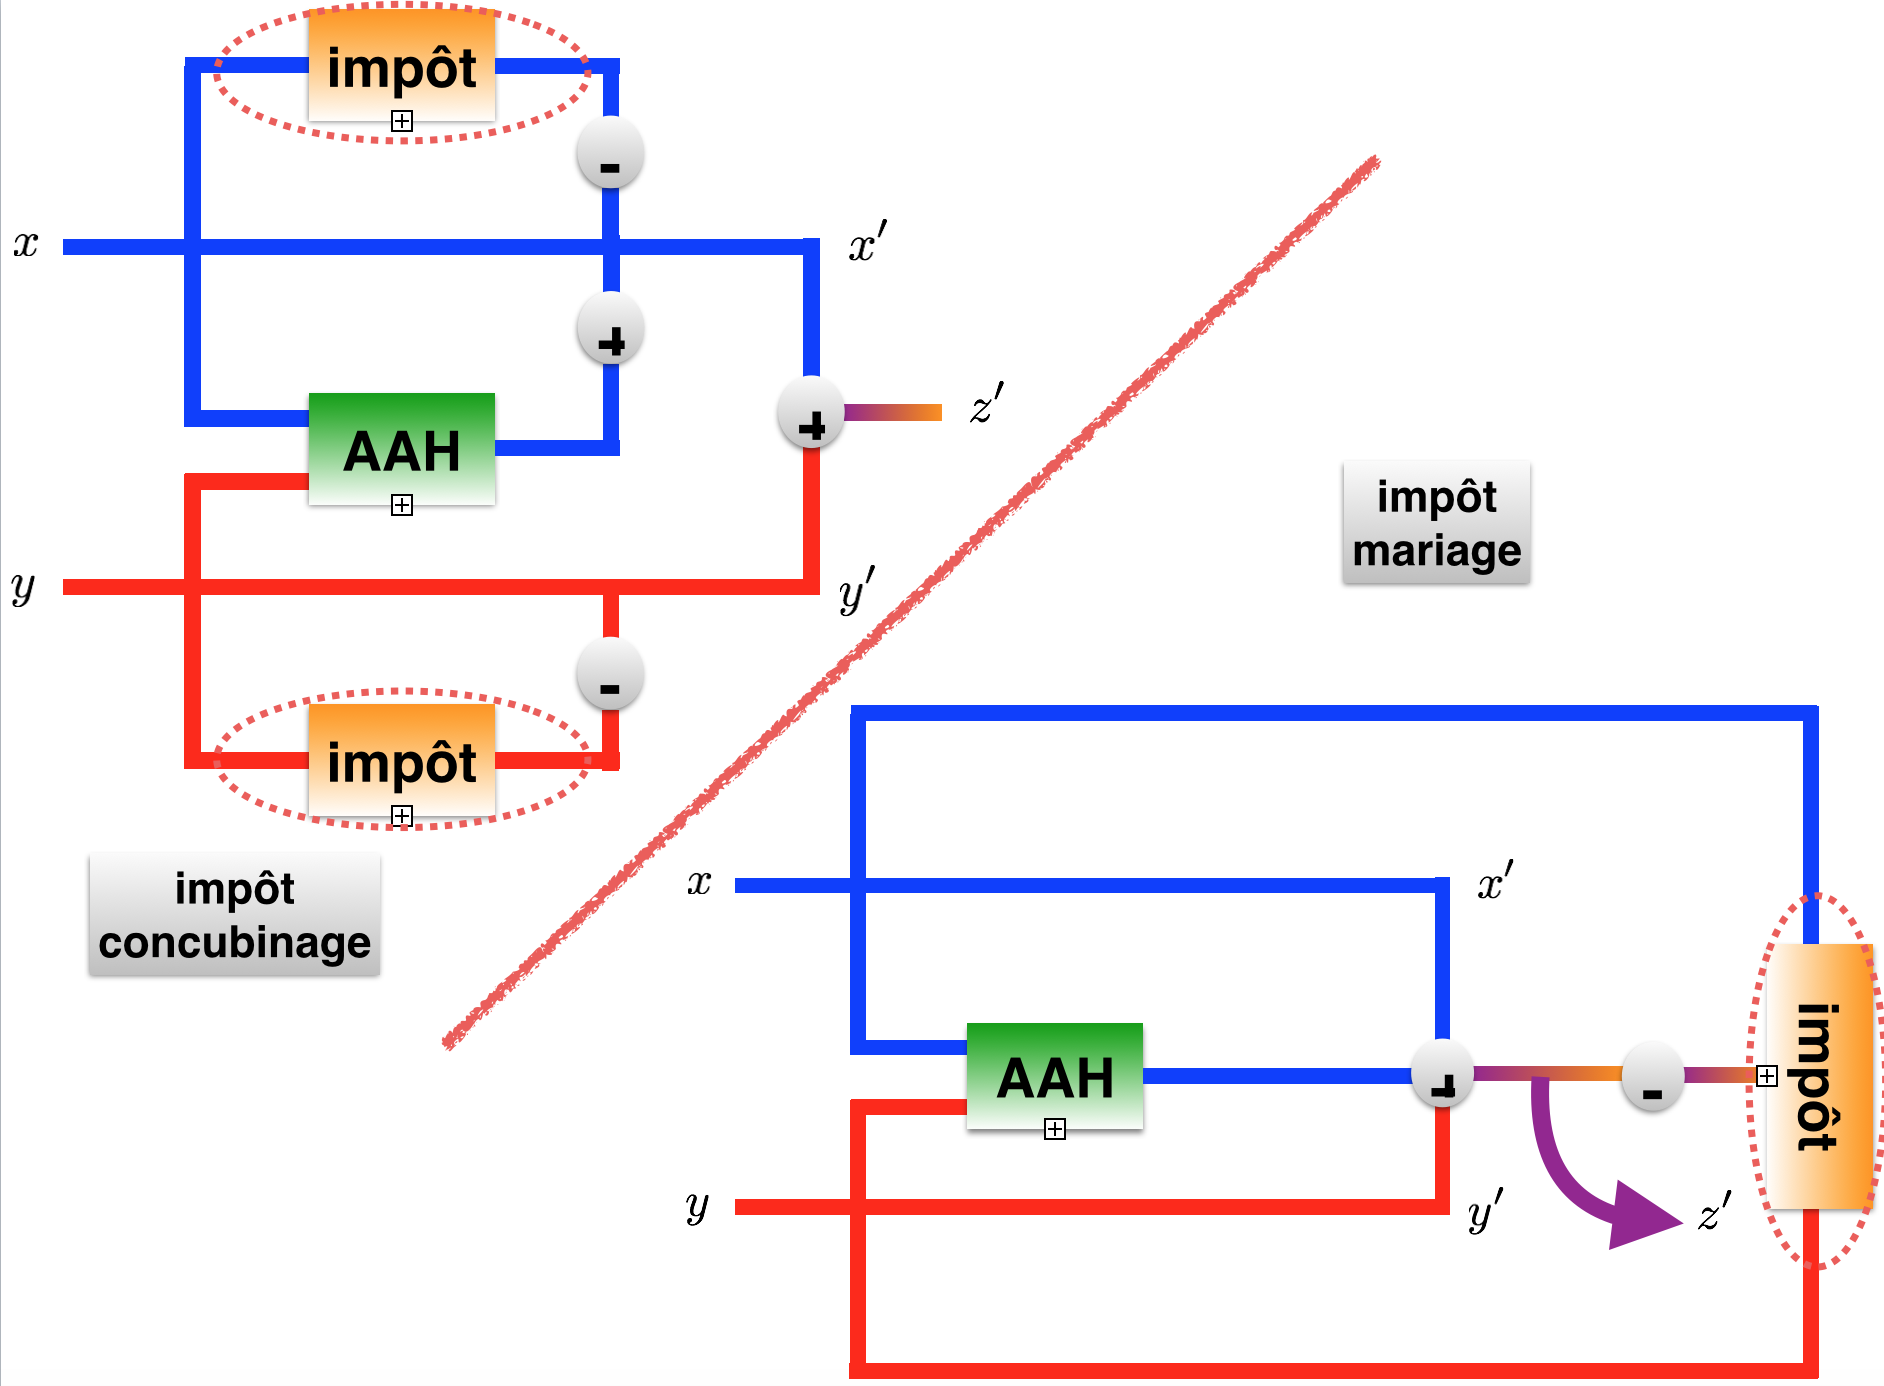 impôt
-
x
x′
+
AAH
+
z′
y
y′
-
impôt
impôt
concubinage
impôt
mariage
x
x′
AAH
+
-
impôt
y
y′
z′